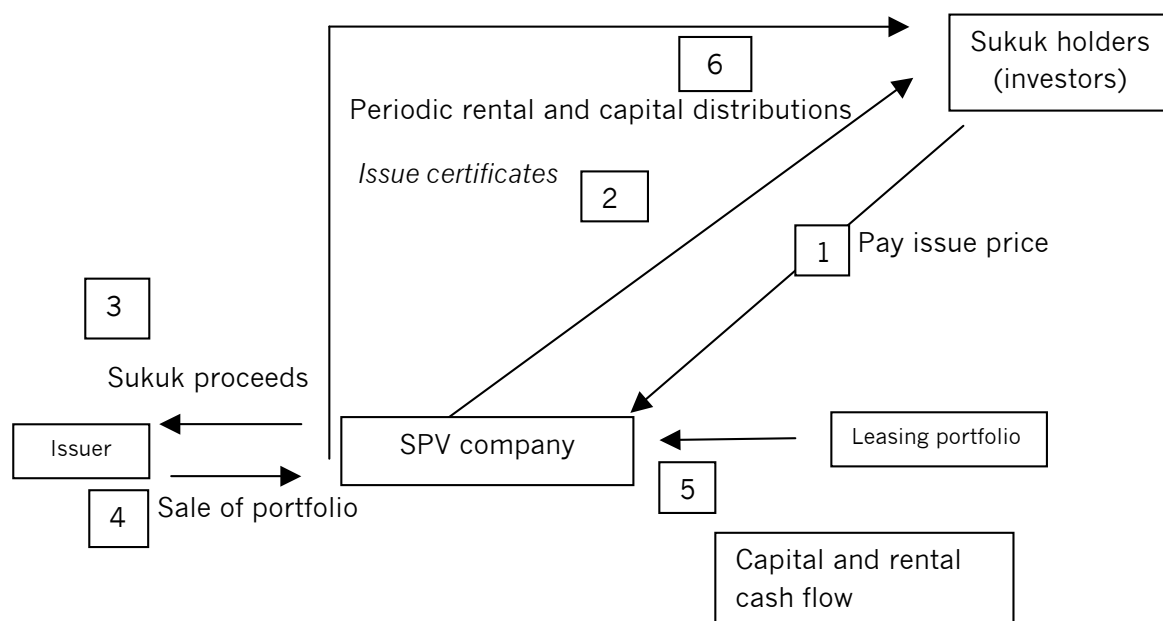 Sukuk holders
(investors)
6
Periodic rental and capital distributions
Issue certificates
2
1
Pay issue price
3
Sukuk proceeds
Issuer
SPV company
Leasing portfolio
4
Sale of portfolio
5
Capital and rental
cash flow